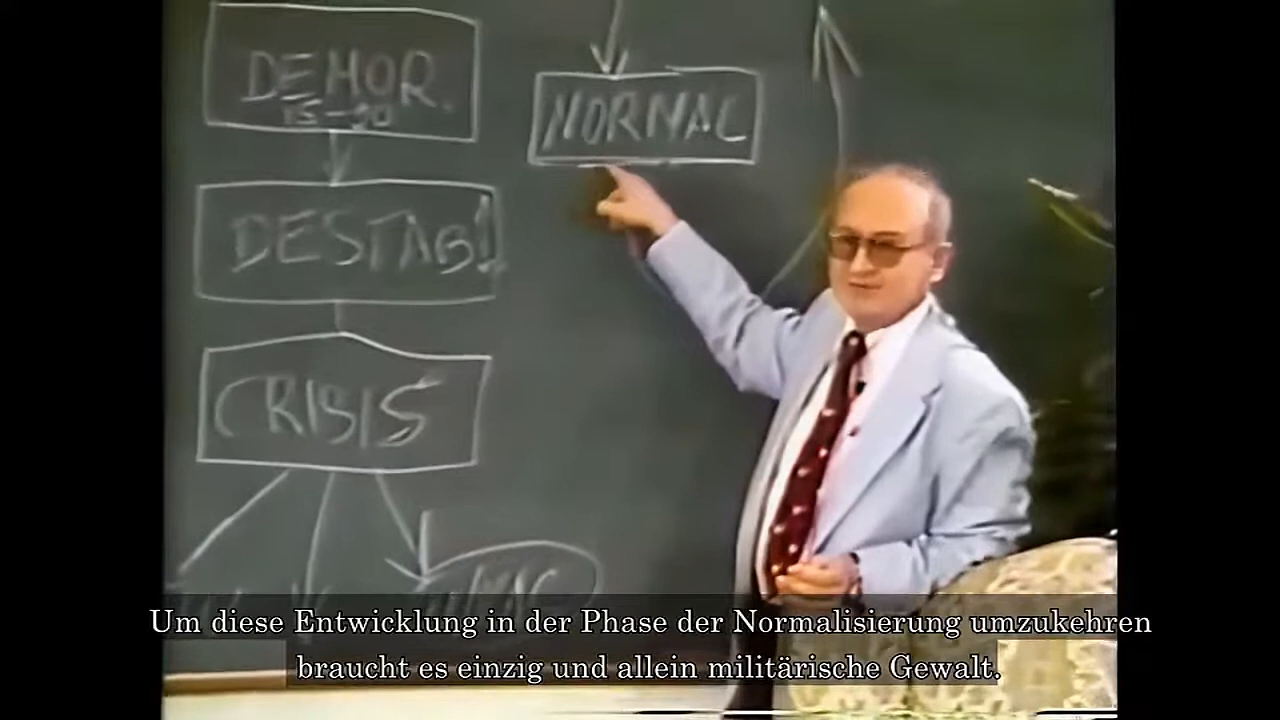 DEMOR.
15-20
NORMAL
DESTAB!
CRISIS
Um diese Entwicklung in der Phase der Normalisierung umzukehren
braucht es einzig und allein militärische Gewalt.